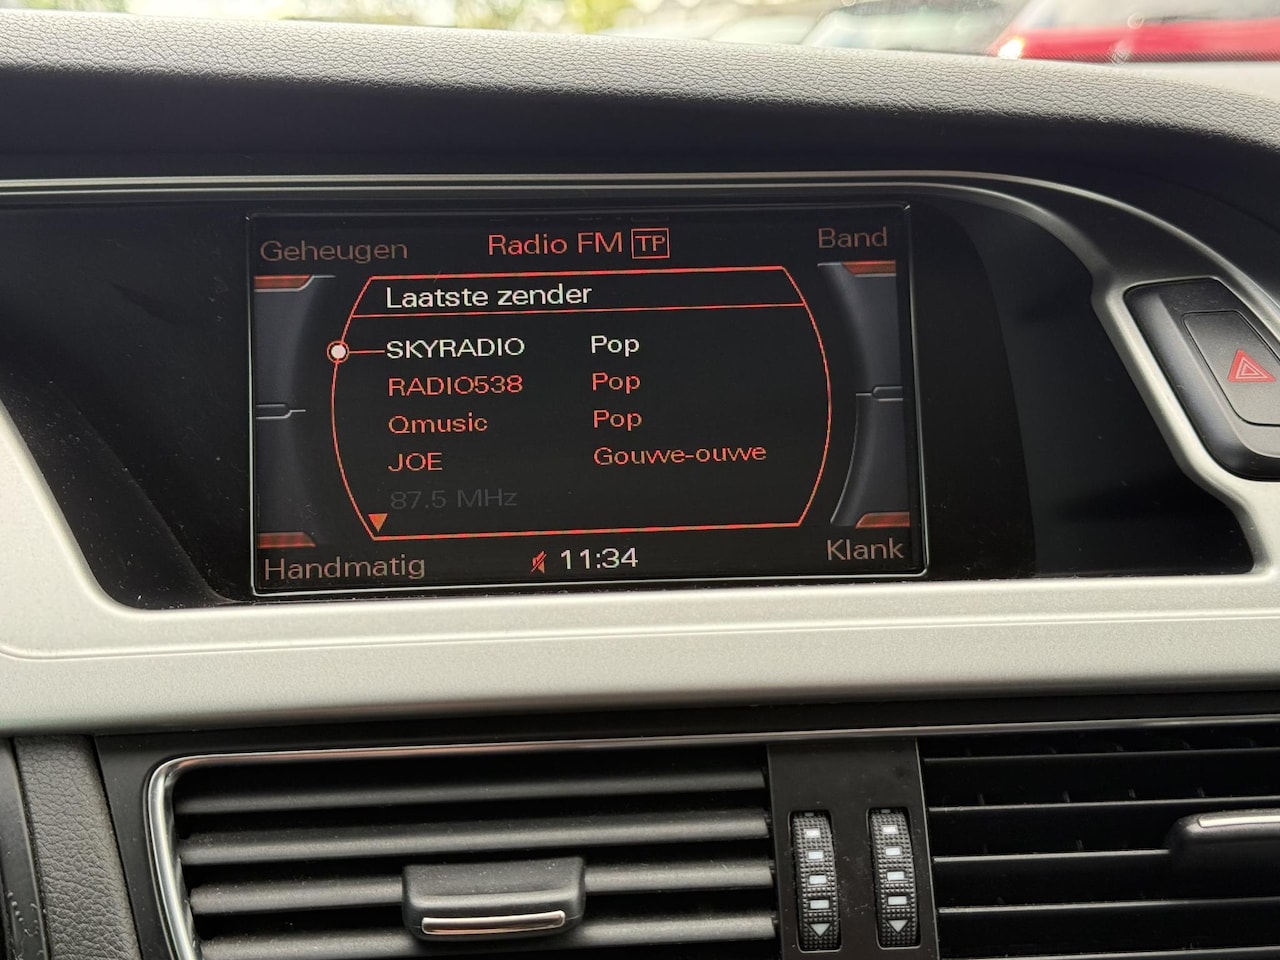 Geheugen Radio FM TP Band
Laatste zender
SKYRADIO Pop
RADIO538 Pop
Qmusic Pop
JOE Gouwe-ouwe
87.5 MHz
Handmatig 11:34 Klank